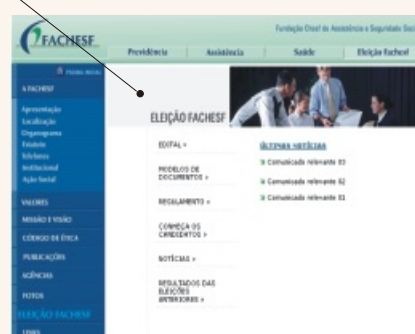 FACHESF
Fundação Chesf de Assistência e Seguridade Soci
Previdência
Assistência
Saúde
Eleição Fachesf
Página Inicial
A FACHESF
Apresentação
Localização
Organograma
Estatuto
Telefones
Institucional
Ação Social
VALORES
MISSÃO E VISÃO
CÓDIGO DE ÉTICA
PUBLICAÇÕES
AGÊNCIAS
FOTOS
ELEIÇÃO FACHESF
LINKS
ELEIÇÃO FACHESF
EDITAL »
MODELOS DE
DOCUMENTOS »
REGULAMENTO »
CONHEÇA OS
CANDIDATOS »
NOTÍCIAS »
RESULTADOS DAS
ELEIÇÕES
ANTERIORES »
ÚLTIMAS NOTÍCIAS
Comunicado relevante 03
Comunicado relevante 02
Comunicado relevante 01